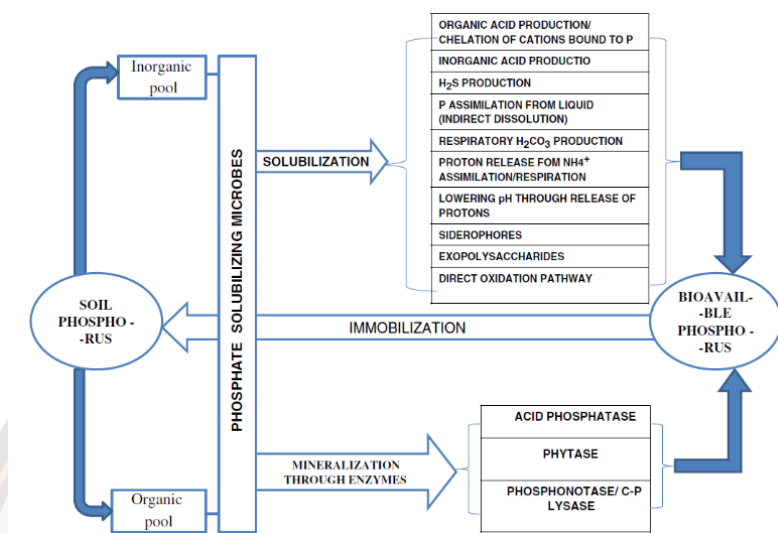 Inorganic
pool
PHOSPHATE SOLUBILIZING MICROBES
SOLUBILIZATION
ORGANIC ACID PRODUCTION/
CHELATION OF CATIONS BOUND TO P
INORGANIC ACID PRODUCTIO
H₂S PRODUCTION
P ASSIMILATION FROM LIQUID
(INDIRECT DISSOLUTION)
RESPIRATORY H₂CO₃ PRODUCTION
PROTON RELEASE FOM NH4⁺
ASSIMILATION/RESPIRATION
LOWERING pH THROUGH RELEASE OF
PROTONS
SIDEROPHORES
EXOPOLYSACCHARIDES
DIRECT OXIDATION PATHWAY
SOIL
PHOSPHO -
-RUS
IMMOBILIZATION
BIOAVAIL-
-BLE
PHOSPHO -
-RUS
MINERALIZATION
THROUGH ENZYMES
ACID PHOSPHATASE
PHYTASE
PHOSPHONOTASE/ C-P
LYSASE
Organic
pool